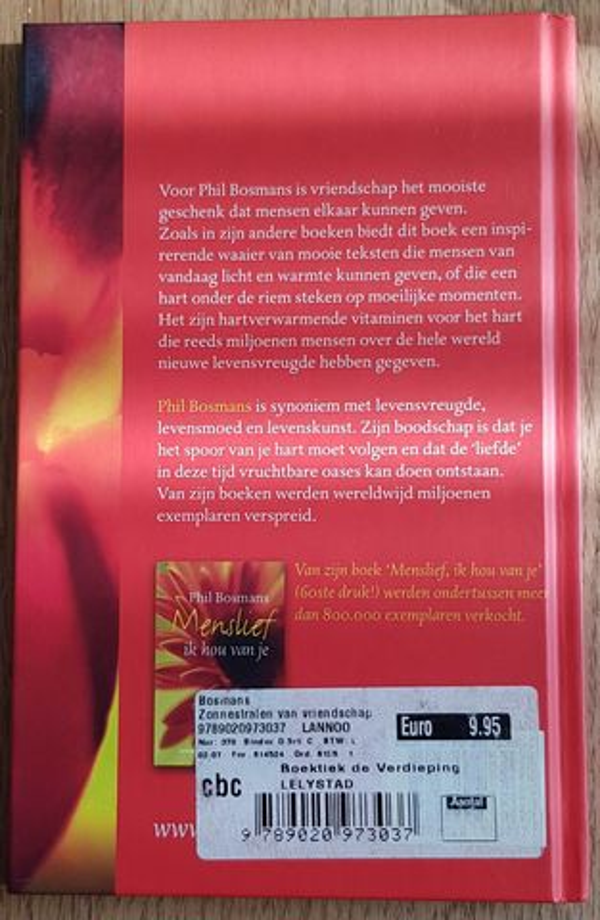 Voor Phil Bosmans is vriendschap het mooiste
geschenk dat mensen elkaar kunnen geven.
Zoals in zijn andere boeken biedt dit boek een inspi-
rerende waaier van mooie teksten die mensen van
vandaag licht en warmte kunnen geven, of die een
hart onder de riem steken op moeilijke momenten.
Het zijn hartverwarmende vitaminen voor het hart
die reeds miljoenen mensen over de hele wereld
nieuwe levensvreugde hebben gegeven.
Phil Bosmans is synoniem met levensvreugde,
levensmoed en levenskunst. Zijn boodschap is dat je
het spoor van je hart moet volgen en dat de ‘liefde’
in deze tijd vruchtbare oases kan doen ontstaan.
Van zijn boeken werden wereldwijd miljoenen
exemplaren verspreid.
Phil Bosmans
Menslief
ik hou van je
Van zijn boek ‘Menslief, ik hou van je’
(60ste druk!) werden ondertussen meer
dan 800.000 exemplaren verkocht.
Bosmans
Zonnestralen van vriendschap
9789020973037 LANNOO
Euro 9.95
cbc
Boektiek de Verdieping
LELYSTAD
Aantal
9 789020 973037
www